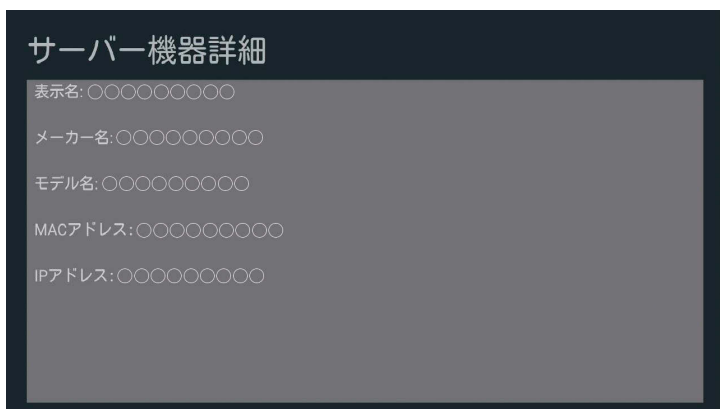 サーバー機器詳細
表示名:○○○○○○○○○
メーカー名:○○○○○○○○○
モデル名:○○○○○○○○○
MACアドレス:○○○○○○○○○
IPアドレス:○○○○○○○○○